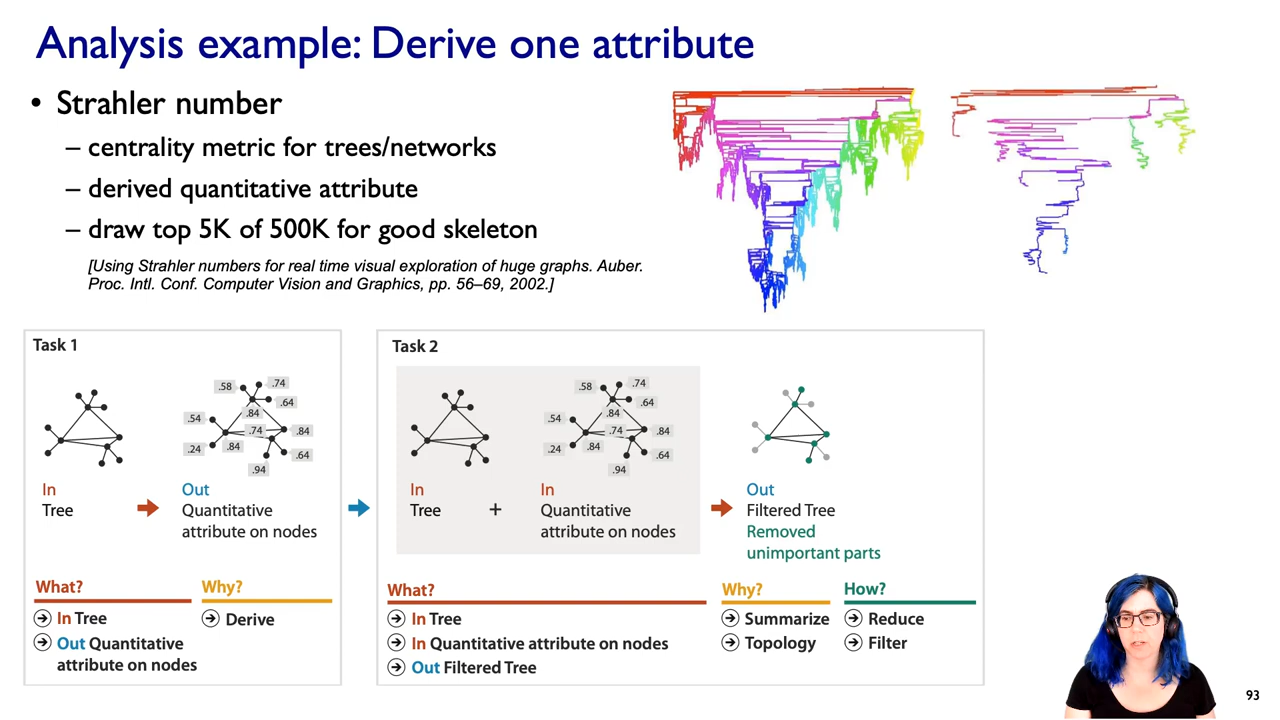 Analysis example: Derive one attribute
• Strahler number
– centrality metric for trees/networks
– derived quantitative attribute
– draw top 5K of 500K for good skeleton
[Using Strahler numbers for real time visual exploration of huge graphs. Auber.
Proc. Intl. Conf. Computer Vision and Graphics, pp. 56–69, 2002.]
Task 1
.58
.74
.64
.54
.84
.74
.84
.24
.84
.64
.94
In
Tree
Out
Quantitative
attribute on nodes
What?
In Tree
Out Quantitative
attribute on nodes
Why?
Derive
Task 2
.58
.74
.64
.54
.84
.74
.84
.24
.84
.64
.94
In
Tree
+
In
Quantitative
attribute on nodes
Out
Filtered Tree
Removed
unimportant parts
What?
In Tree
In Quantitative attribute on nodes
Out Filtered Tree
Why?
Summarize
Topology
How?
Reduce
Filter
93